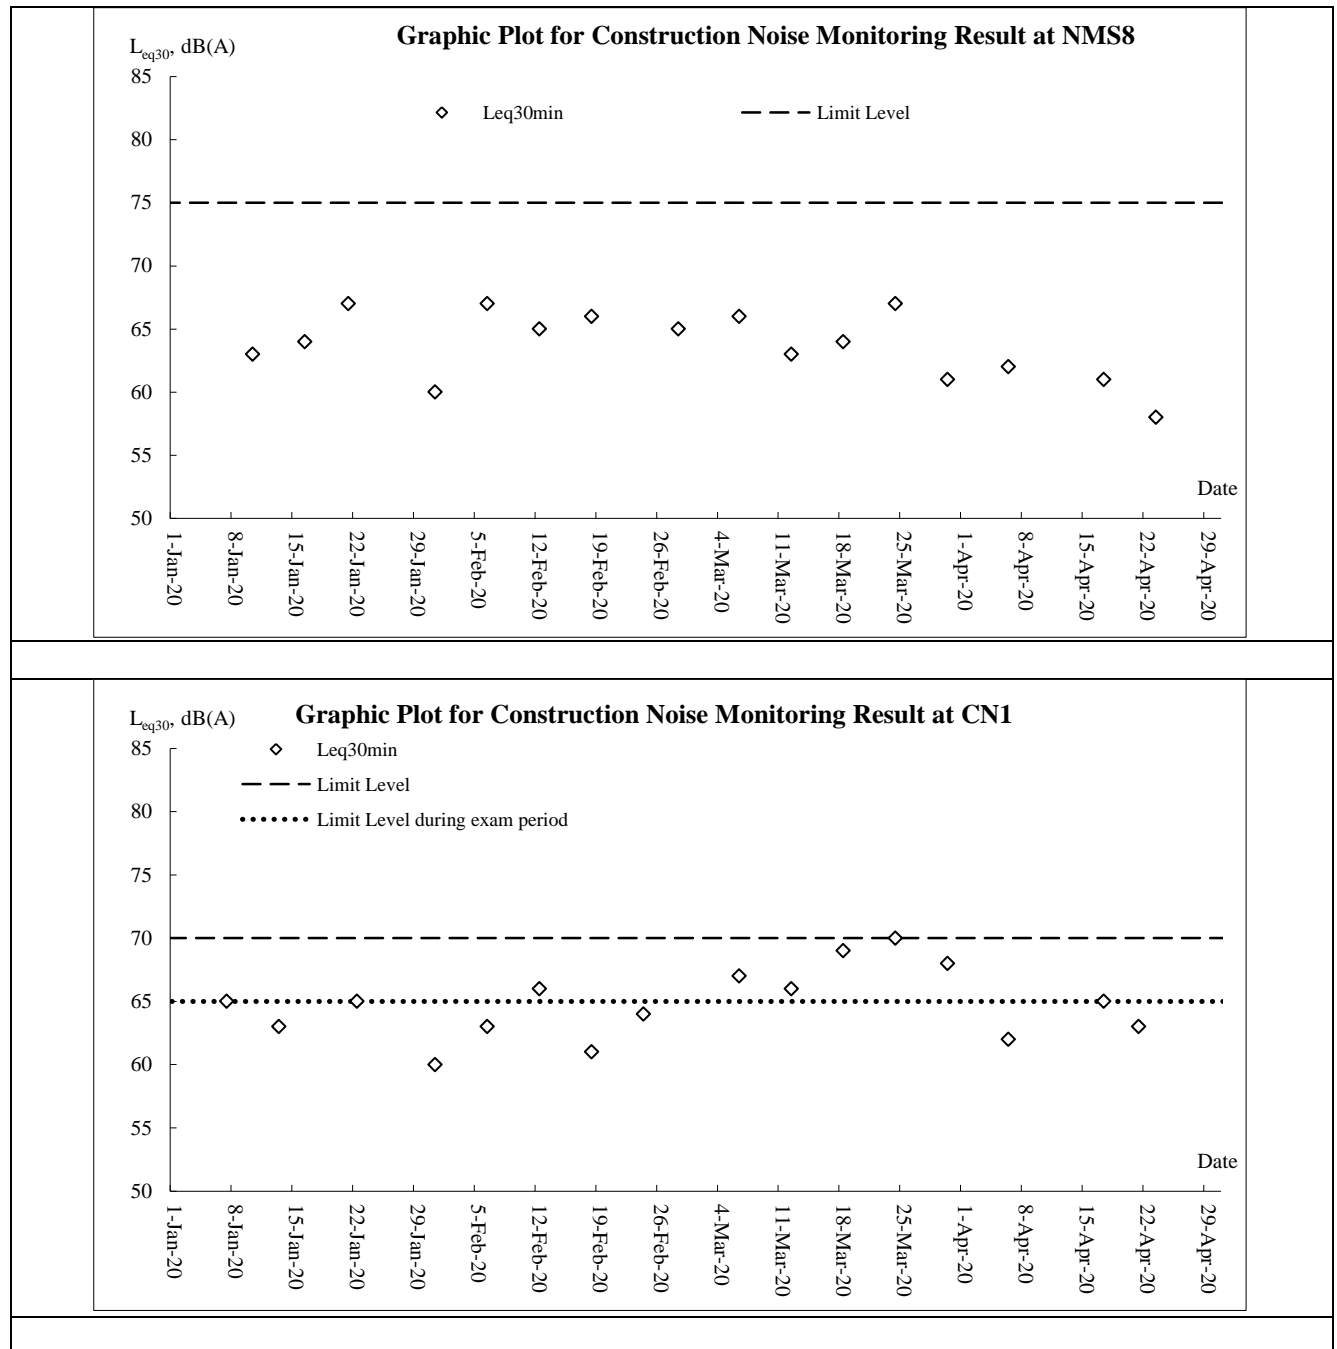 Graphic Plot for Construction Noise Monitoring Result at NMS8
Leq30, dB(A)
85
Leq30min
Limit Level
80
75
70
65
60
55
Date
50
1-Jan-20
8-Jan-20
15-Jan-20
22-Jan-20
29-Jan-20
5-Feb-20
12-Feb-20
19-Feb-20
26-Feb-20
4-Mar-20
11-Mar-20
18-Mar-20
25-Mar-20
1-Apr-20
8-Apr-20
15-Apr-20
22-Apr-20
29-Apr-20
Graphic Plot for Construction Noise Monitoring Result at CN1
Leq30, dB(A)
85
Leq30min
Limit Level
80
Limit Level during exam period
75
70
65
60
55
Date
50
1-Jan-20
8-Jan-20
15-Jan-20
22-Jan-20
29-Jan-20
5-Feb-20
12-Feb-20
19-Feb-20
26-Feb-20
4-Mar-20
11-Mar-20
18-Mar-20
25-Mar-20
1-Apr-20
8-Apr-20
15-Apr-20
22-Apr-20
29-Apr-20